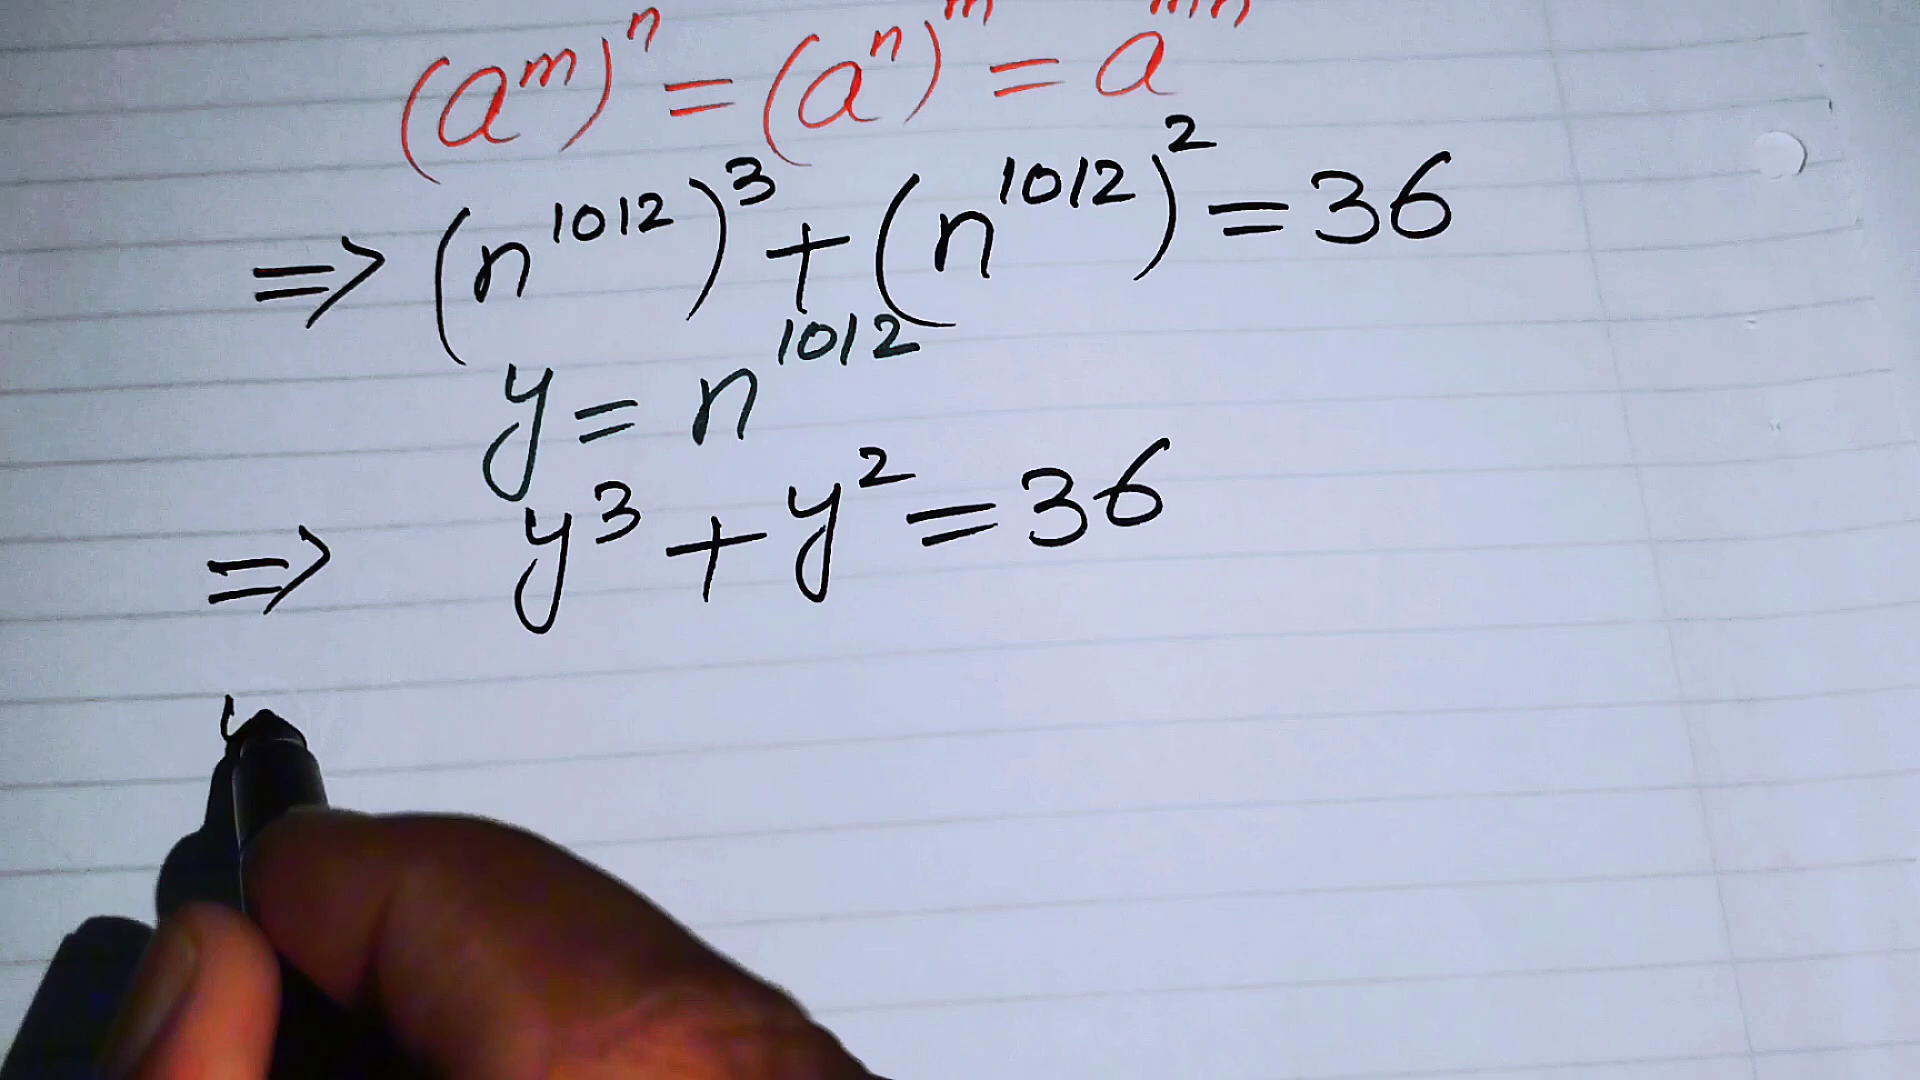 (a^m)^n = (a^n)^m = a^mn
⇒ (n^1012)^3 + (n^1012)^2 = 36
y = n^1012
⇒ y^3 + y^2 = 36